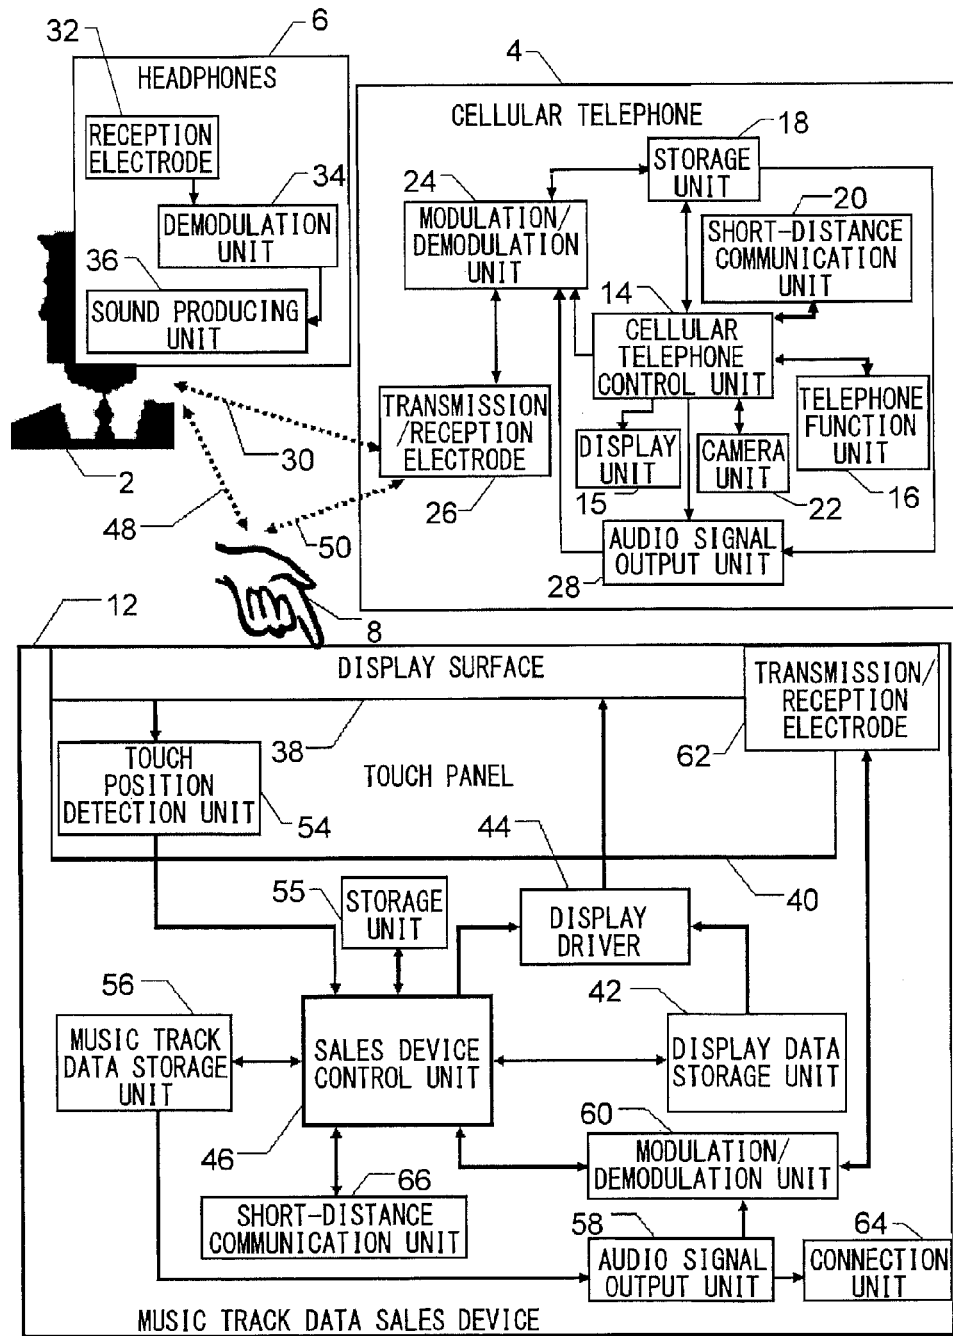 32
6
HEADPHONES
RECEPTION
ELECTRODE
34
DEMODULATION
UNIT
36
SOUND PRODUCING
UNIT
2
30
48
50
8
4
CELLULAR TELEPHONE
18
STORAGE
UNIT
24
MODULATION/
DEMODULATION
UNIT
20
SHORT-DISTANCE
COMMUNICATION
UNIT
14
CELLULAR
TELEPHONE
CONTROL UNIT
TRANSMISSION
/RECEPTION
ELECTRODE
26
DISPLAY
UNIT
15
CAMERA
UNIT
22
TELEPHONE
FUNCTION
UNIT
16
AUDIO SIGNAL
OUTPUT UNIT
28
12
DISPLAY SURFACE
TRANSMISSION/
RECEPTION
ELECTRODE
62
38
TOUCH
POSITION
DETECTION UNIT
54
TOUCH PANEL
44
40
55
STORAGE
UNIT
DISPLAY
DRIVER
56
MUSIC TRACK
DATA STORAGE
UNIT
SALES DEVICE
CONTROL UNIT
46
42
DISPLAY DATA
STORAGE UNIT
60
MODULATION/
DEMODULATION UNIT
66
SHORT-DISTANCE
COMMUNICATION UNIT
58
AUDIO SIGNAL
OUTPUT UNIT
64
CONNECTION
UNIT
MUSIC TRACK DATA SALES DEVICE